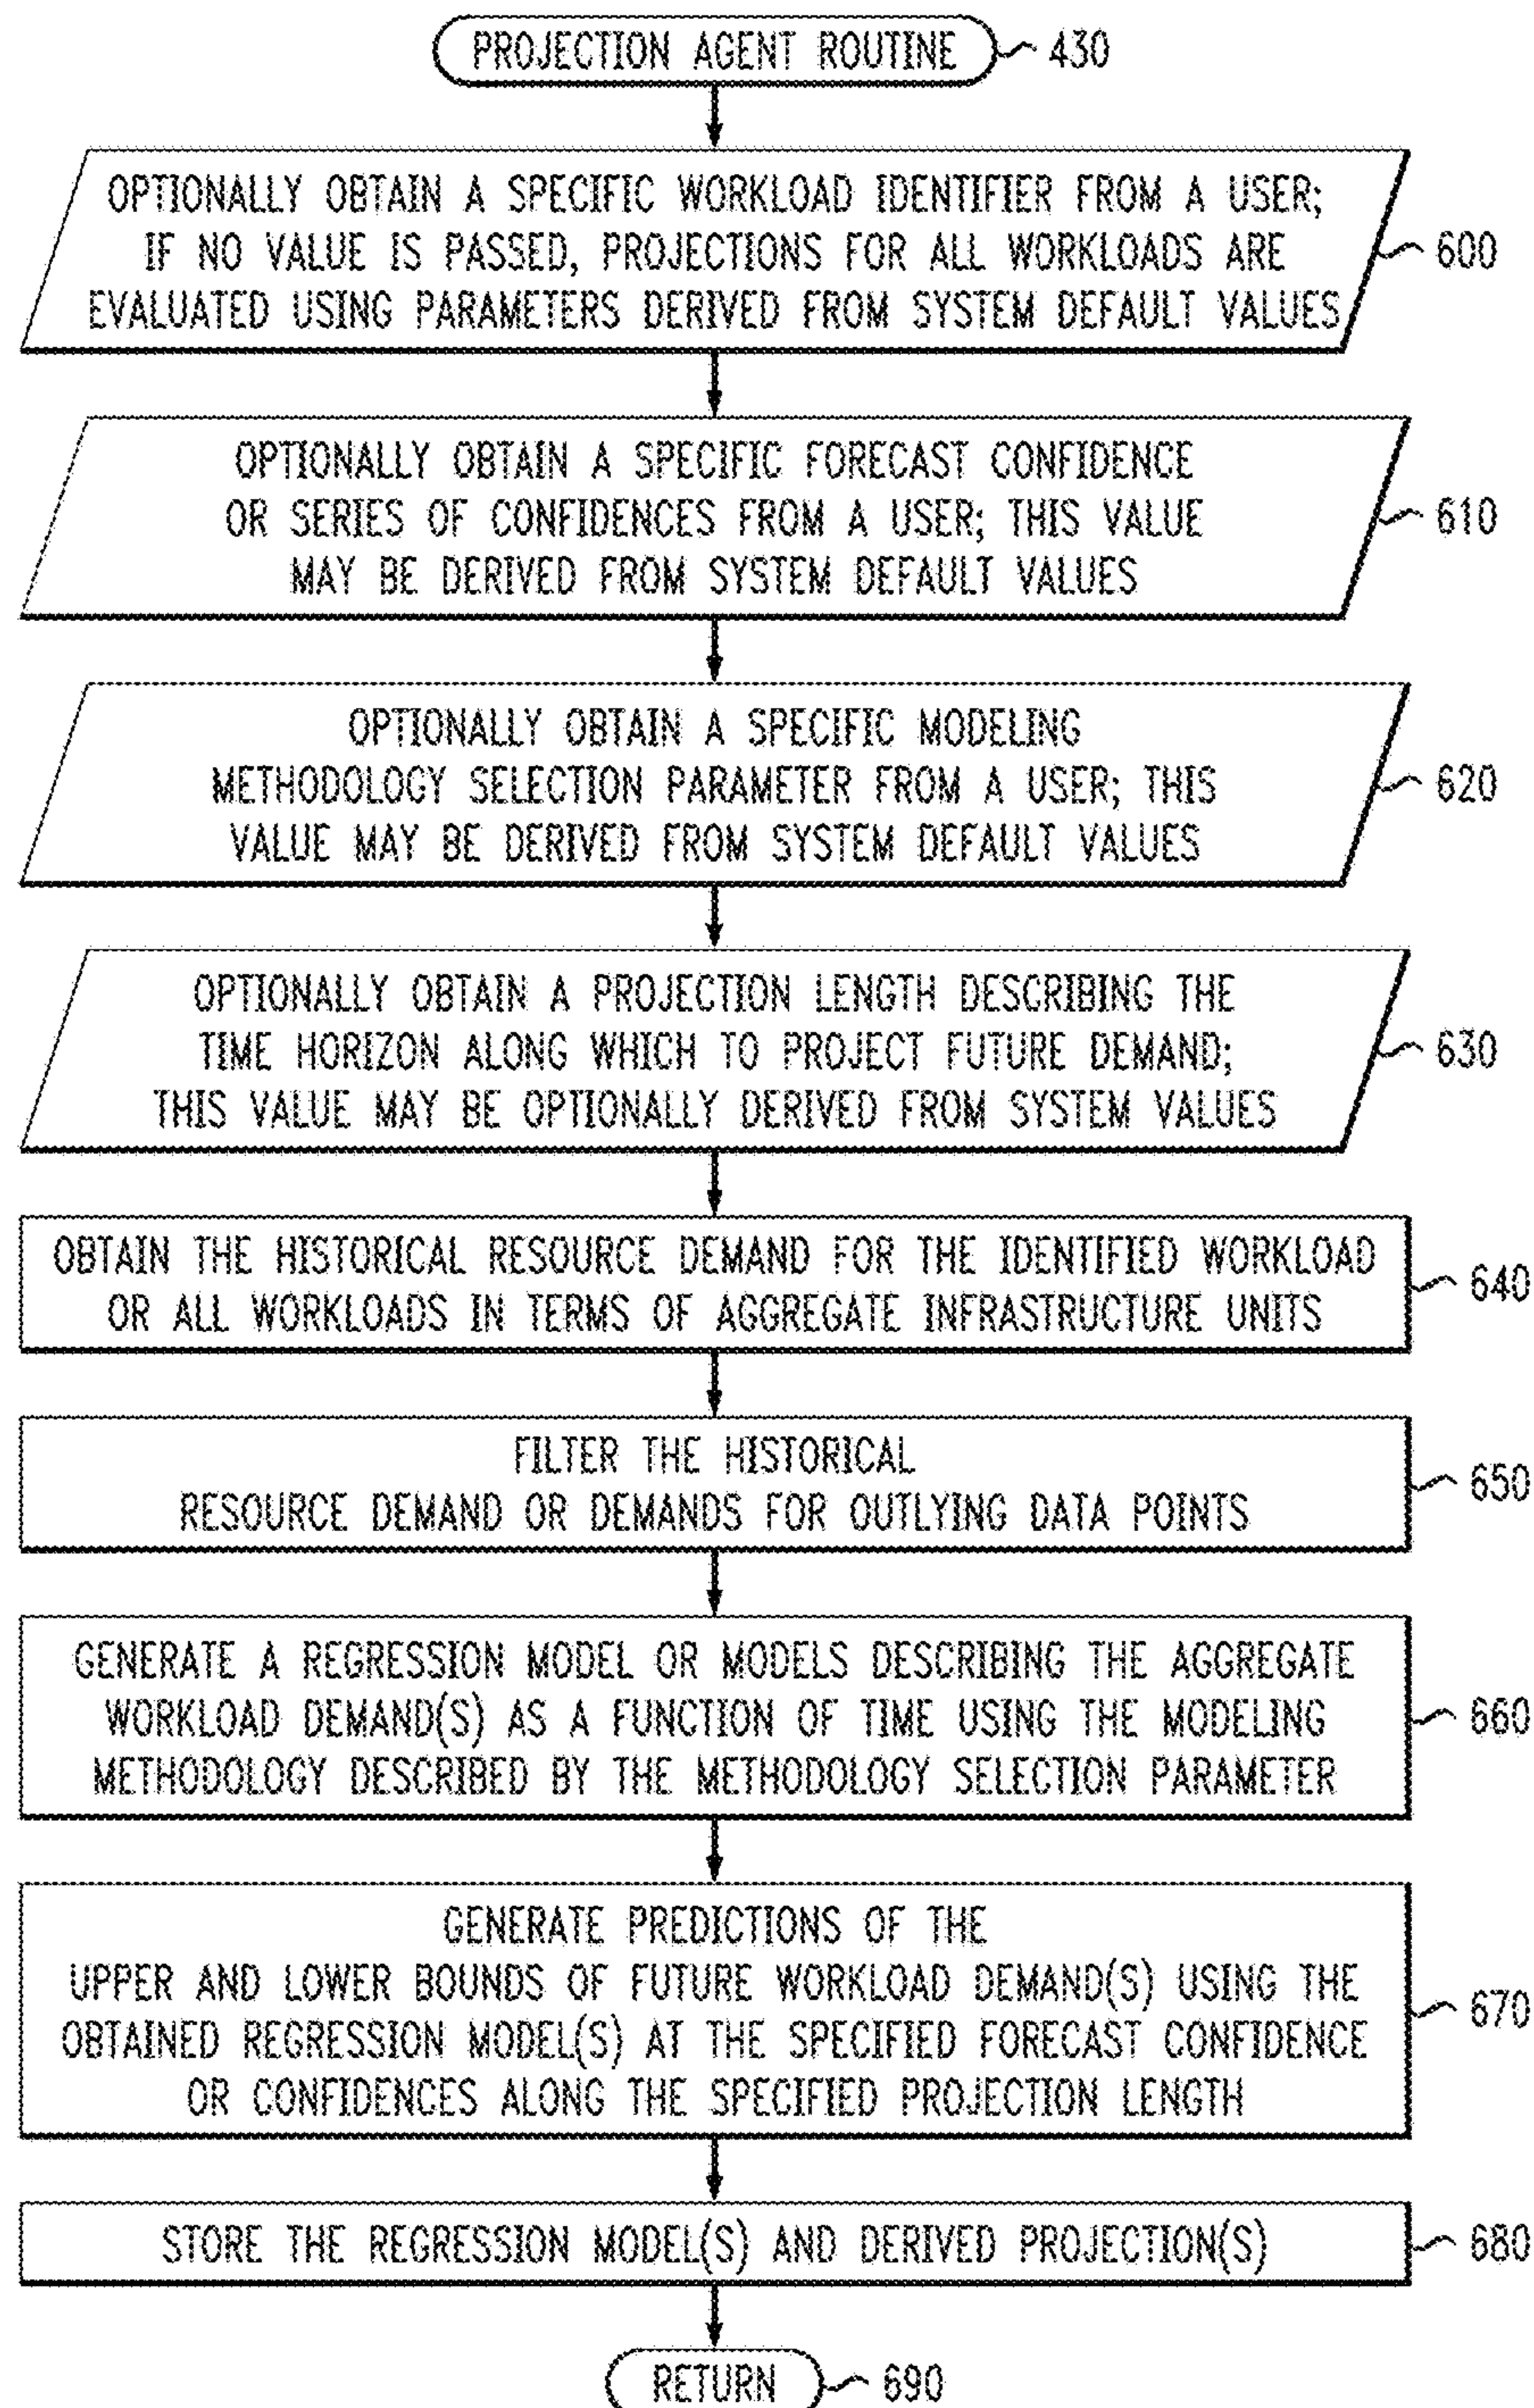 PROJECTION AGENT ROUTINE 430
OPTIONALLY OBTAIN A SPECIFIC WORKLOAD IDENTIFIER FROM A USER;
IF NO VALUE IS PASSED, PROJECTIONS FOR ALL WORKLOADS ARE
EVALUATED USING PARAMETERS DERIVED FROM SYSTEM DEFAULT VALUES
600
OPTIONALLY OBTAIN A SPECIFIC FORECAST CONFIDENCE
OR SERIES OF CONFIDENCES FROM A USER; THIS VALUE
MAY BE DERIVED FROM SYSTEM DEFAULT VALUES
610
OPTIONALLY OBTAIN A SPECIFIC MODELING
METHODOLOGY SELECTION PARAMETER FROM A USER; THIS
VALUE MAY BE DERIVED FROM SYSTEM DEFAULT VALUES
620
OPTIONALLY OBTAIN A PROJECTION LENGTH DESCRIBING THE
TIME HORIZON ALONG WHICH TO PROJECT FUTURE DEMAND;
THIS VALUE MAY BE OPTIONALLY DERIVED FROM SYSTEM VALUES
630
OBTAIN THE HISTORICAL RESOURCE DEMAND FOR THE IDENTIFIED WORKLOAD
OR ALL WORKLOADS IN TERMS OF AGGREGATE INFRASTRUCTURE UNITS
640
FILTER THE HISTORICAL
RESOURCE DEMAND OR DEMANDS FOR OUTLYING DATA POINTS
650
GENERATE A REGRESSION MODEL OR MODELS DESCRIBING THE AGGREGATE
WORKLOAD DEMAND(S) AS A FUNCTION OF TIME USING THE MODELING
METHODOLOGY DESCRIBED BY THE METHODOLOGY SELECTION PARAMETER
660
GENERATE PREDICTIONS OF THE
UPPER AND LOWER BOUNDS OF FUTURE WORKLOAD DEMAND(S) USING THE
OBTAINED REGRESSION MODEL(S) AT THE SPECIFIED FORECAST CONFIDENCE
OR CONFIDENCES ALONG THE SPECIFIED PROJECTION LENGTH
670
STORE THE REGRESSION MODEL(S) AND DERIVED PROJECTION(S)
680
RETURN 690